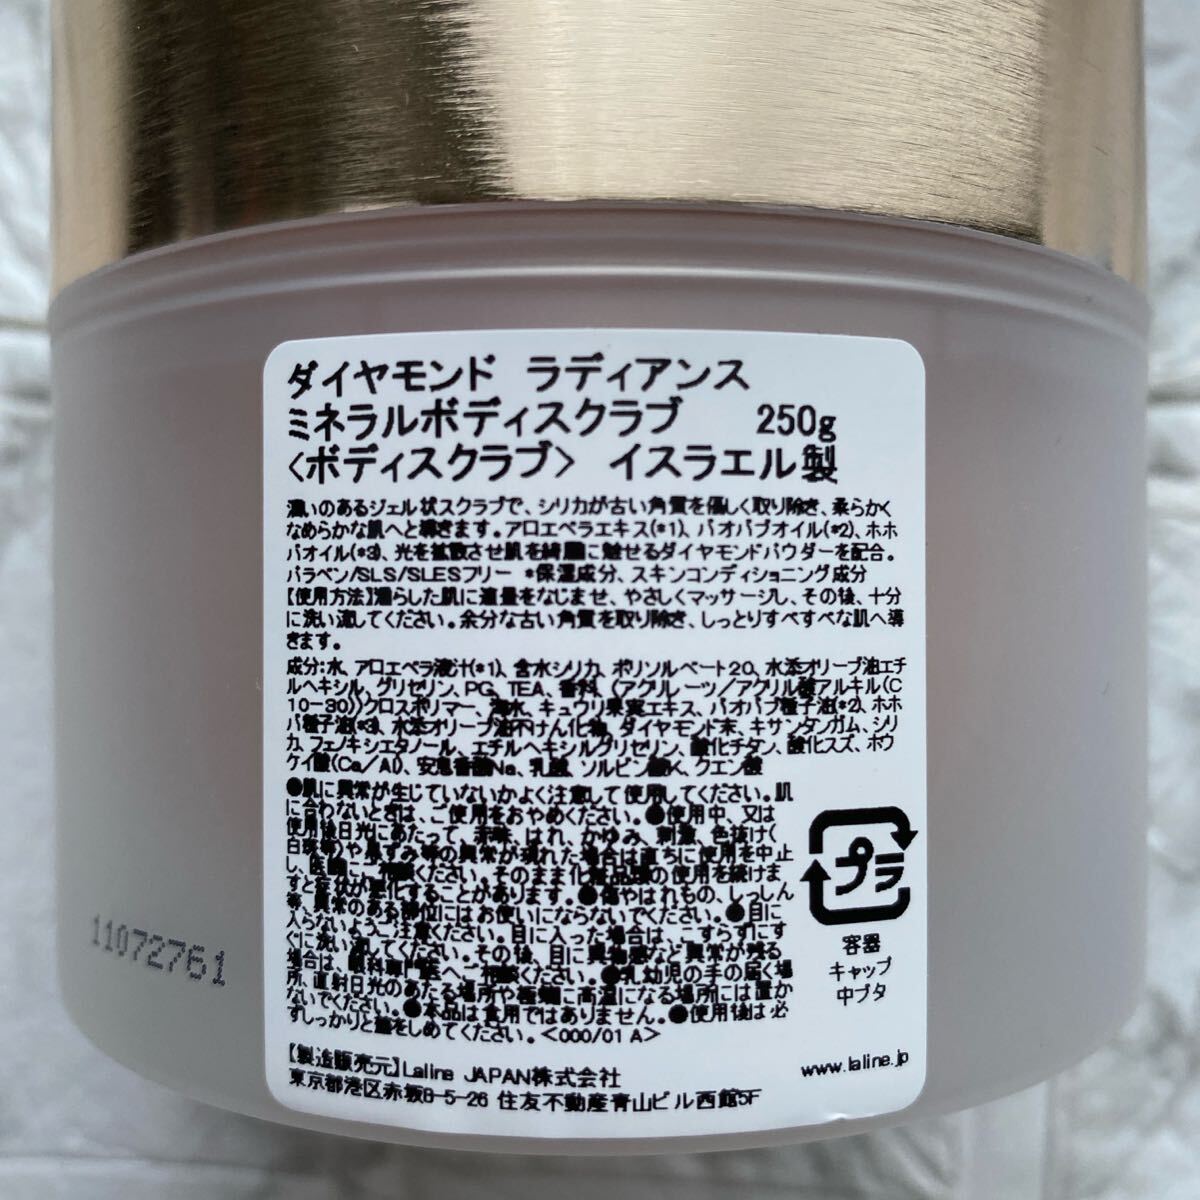 ダイヤモンド ラディアンス
ミネラルボディスクラブ 250g
<ボディスクラブ> イスラエル製
潤いのあるジェル状スクラブで、シリカが古い角質を優しく取り除き、柔らかく
なめらかな肌へと導きます。アロエベラエキス(*1)、バオバブオイル(*2)、ホホ
バオイル(*3)、光を拡散させ肌を綺麗に魅せるダイヤモンドパウダーを配合。
パラベン/SLS/SLESフリー *保湿成分、スキンコンディショニング成分
【使用方法】濡らした肌に適量をなじませ、やさしくマッサージし、その後、十分
に洗い流してください。余分な古い角質を取り除き、しっとりすべすべな肌へ導
きます。
成分:水、アロエベラ液汁(*1)、含水シリカ、ポリソルベート20、水添オリーブ油エチ
ルヘキシル、グリセリン、PG、TEA、香料、(アクリレーツ/アクリル酸アルキル(C
10-30))クロスポリマー、海水、キュウリ果実エキス、バオバブ種子油(*2)、ホホ
バ種子油(*3)、水添オリーブ油不けん化物、ダイヤモンド末、キサンタンガム、シリ
カ、フェノキシエタノール、エチルヘキシルグリセリン、酸化チタン、酸化スズ、ホウ
ケイ酸(Ca/Al)、安息香酸Na、乳酸、ソルビン酸K、クエン酸
●肌に異常が生じていないかよく注意して使用してください。肌
に合わないときは、ご使用をおやめください。●使用中、又は
使用後日光にあたって、赤味、はれ、かゆみ、刺激、色抜け(
白斑等)や黒ずみ等の異常が現れた場合は直ちに使用を中止
し、医師にご相談ください。そのまま化粧品類の使用を続けま
すと症状が悪化することがあります。●傷やはれもの、しっしん
等、異常のある部位にはお使いにならないでください。●目に
入らないようご注意ください。目に入った場合は、こすらずにす
ぐに洗い流してください。その後、目に異物感など異常が残る
場合は、眼科専門医へご相談ください。●乳幼児の手の届く場
所、直射日光のあたる場所や極端に高温になる場所には置か
ないでください。●本品は食用ではありません。●使用後は必
ずしっかりと蓋をしめてください。<000/01 A>
【製造販売元】Laline JAPAN株式会社
東京都港区赤坂8-5-26 住友不動産青山ビル西館5F
プラ
容器
キャップ
中ブタ
www.laline.jp
11072761